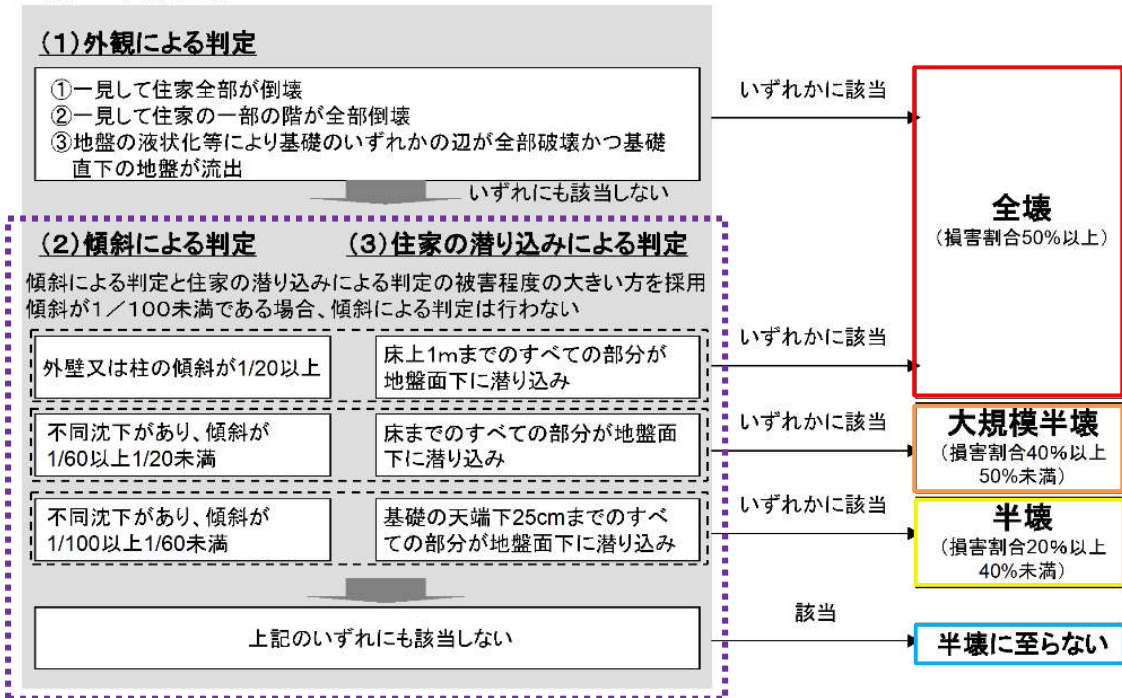 (1)外観による判定
①一見して住家全部が倒壊
②一見して住家の一部の階が全部倒壊
③地盤の液状化等により基礎のいずれかの辺が全部破壊かつ基礎
直下の地盤が流出
いずれかに該当
いずれにも該当しない
全壊
(損害割合50%以上)
(2)傾斜による判定
(3)住家の潜り込みによる判定
傾斜による判定と住家の潜り込みによる判定の被害程度の大きい方を採用
傾斜が1/100未満である場合、傾斜による判定は行わない
外壁又は柱の傾斜が1/20以上
床上1mまでのすべての部分が
地盤面下に潜り込み
いずれかに該当
不同沈下があり、傾斜が
1/60以上1/20未満
床までのすべての部分が地盤面
下に潜り込み
いずれかに該当
大規模半壊
(損害割合40%以上
50%未満)
不同沈下があり、傾斜が
1/100以上1/60未満
基礎の天端下25cmまでのすべ
ての部分が地盤面下に潜り込み
いずれかに該当
半壊
(損害割合20%以上
40%未満)
上記のいずれにも該当しない
該当
半壊に至らない